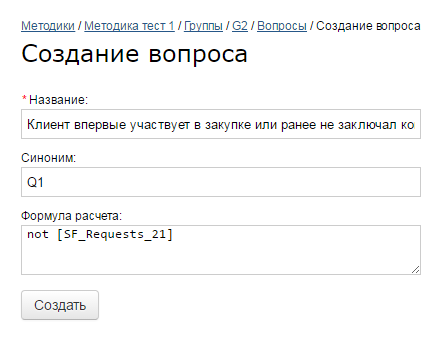 Методики / Методика тест 1 / Группы / G2 / Вопросы / Создание вопроса
Создание вопроса
* Название:
Клиент впервые участвует в закупке или ранее не заключал ко
Синоним:
Q1
Формула расчета:
not [SF_Requests_21]
Создать